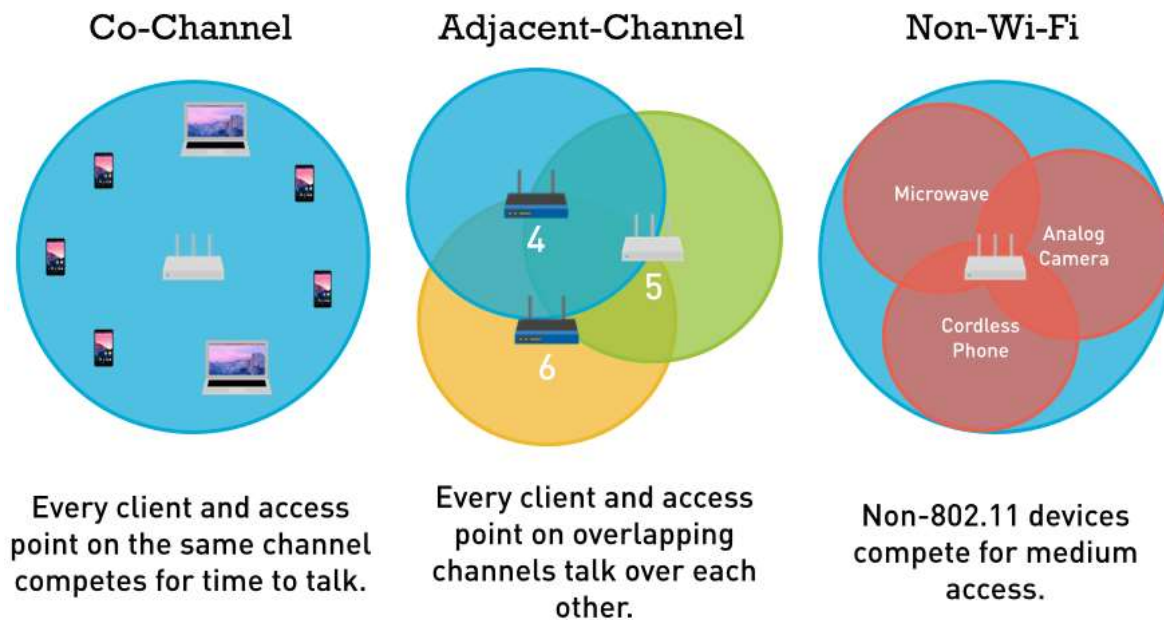 Co-Channel
Every client and access
point on the same channel
competes for time to talk.
Adjacent-Channel
4
5
6
Every client and access
point on overlapping
channels talk over each
other.
Non-Wi-Fi
Microwave
Analog
Camera
Cordless
Phone
Non-802.11 devices
compete for medium
access.